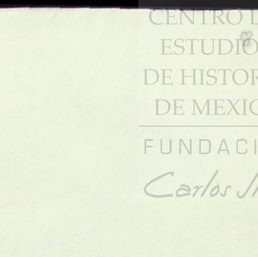 CENTRO D
ESTUDIO
DE HISTOR
DE MEXIC
FUNDACI
Carlos